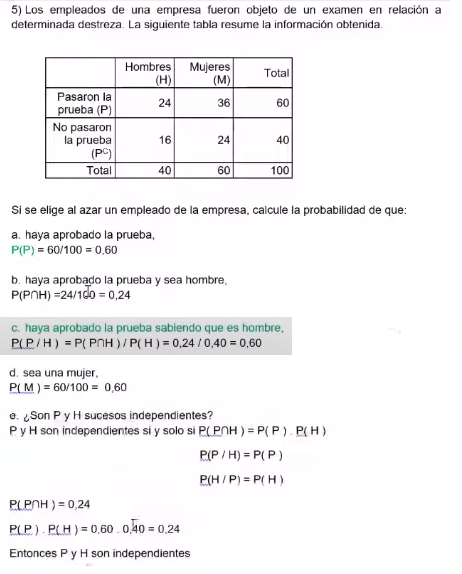 5) Los empleados de una empresa fueron objeto de un examen en relación a
determinada destreza. La siguiente tabla resume la información obtenida.
Hombres (H) Mujeres (M) Total
Pasaron la prueba (P) 24 36 60
No pasaron la prueba (Pᶜ) 16 24 40
Total 40 60 100
Si se elige al azar un empleado de la empresa, calcule la probabilidad de que:
a. haya aprobado la prueba,
P(P) = 60/100 = 0,60
b. haya aprobado la prueba y sea hombre,
P(P∩H) =24/100 = 0,24
c. haya aprobado la prueba sabiendo que es hombre,
P( P / H ) = P( P∩H ) / P( H ) = 0,24 / 0,40 = 0,60
d. sea una mujer,
P( M ) = 60/100 = 0,60
e. ¿Son P y H sucesos independientes?
P y H son independientes si y solo si P( P∩H ) = P( P ) . P( H )
P(P / H) = P( P )
P(H / P) = P( H )
P( P∩H ) = 0,24
P( P ) . P( H ) = 0,60 . 0,40 = 0,24
Entonces P y H son independientes